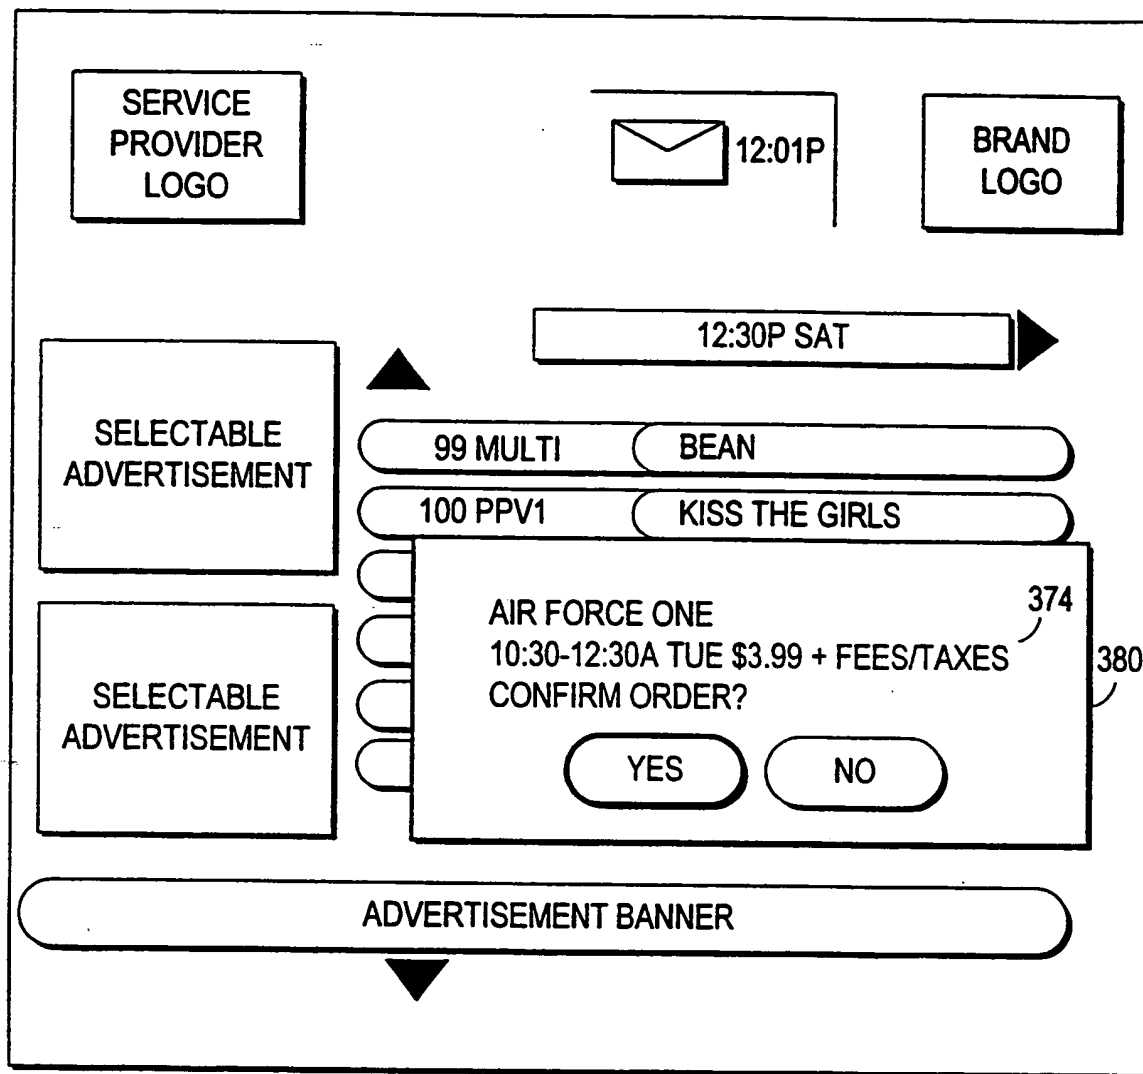 SERVICE
PROVIDER
LOGO
12:01P
BRAND
LOGO
12:30P SAT
SELECTABLE
ADVERTISEMENT
99 MULTI BEAN
100 PPV1 KISS THE GIRLS
AIR FORCE ONE 374
10:30-12:30A TUE $3.99 + FEES/TAXES 380
CONFIRM ORDER?
YES NO
SELECTABLE
ADVERTISEMENT
ADVERTISEMENT BANNER